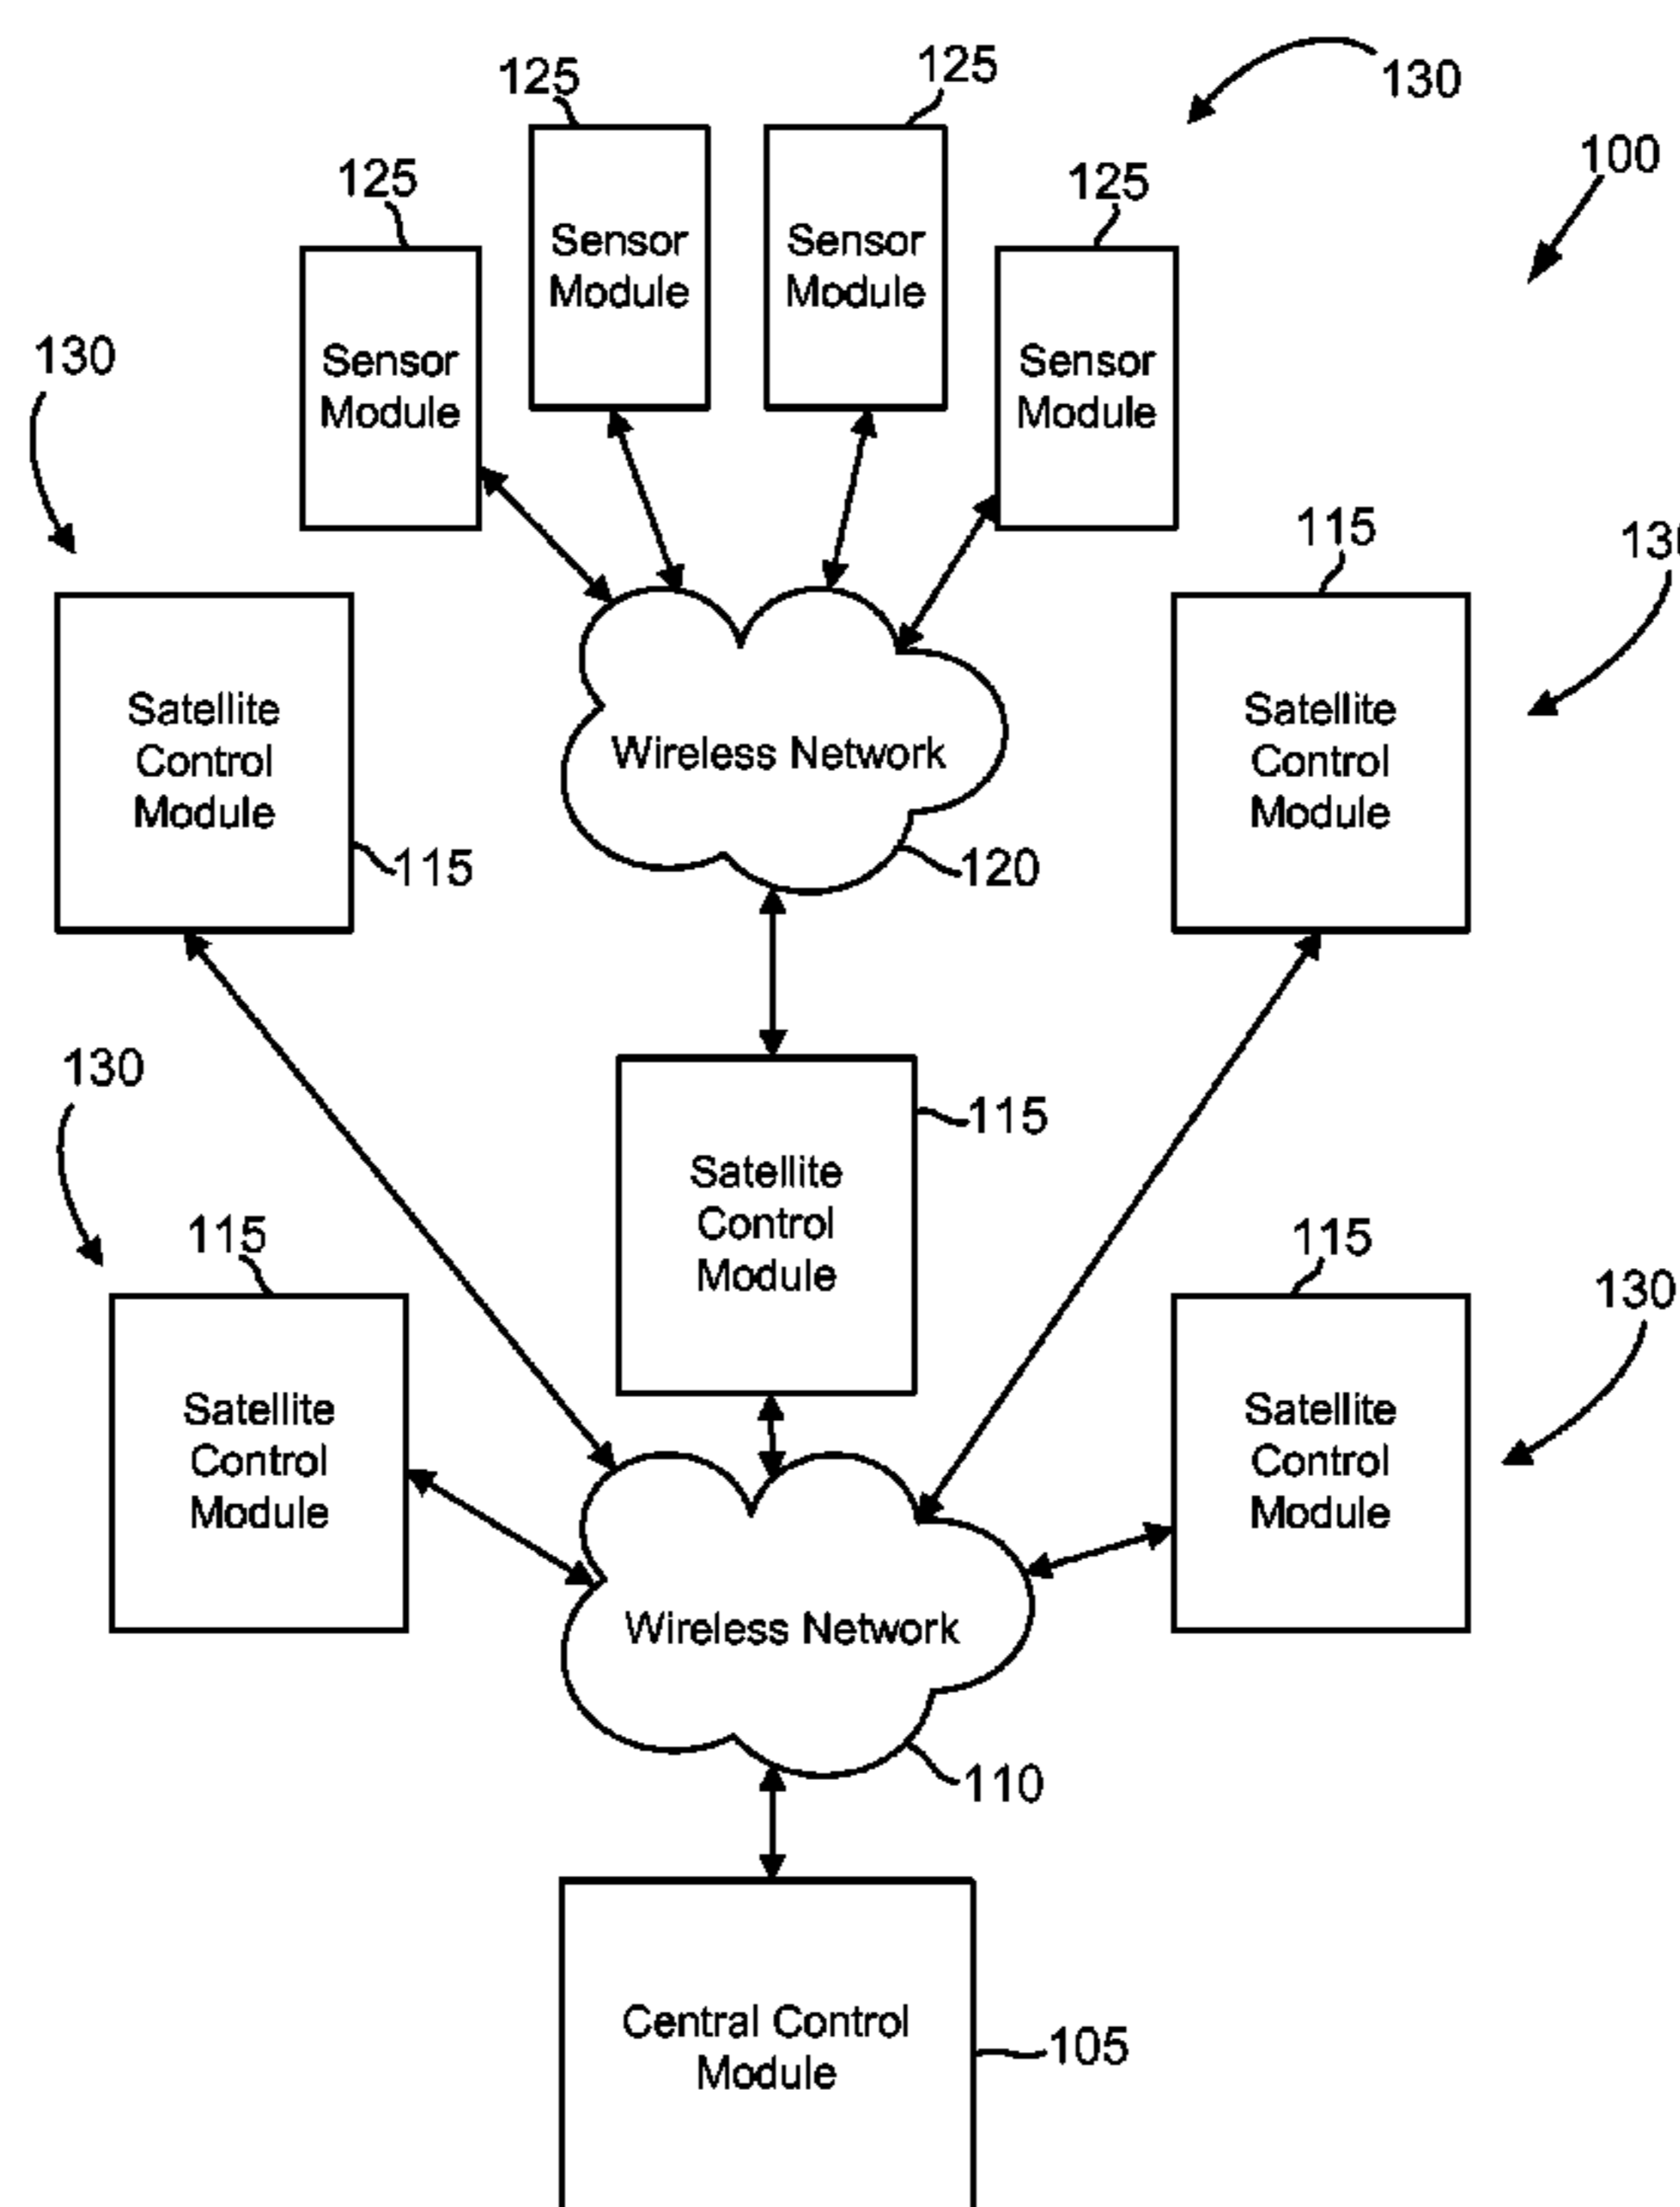 125
125
130
100
125
125
Sensor
Module
Sensor
Module
130
Sensor
Module
Sensor
Module
115
130
Satellite
Control
Module
Wireless Network
Satellite
Control
Module
115
120
130
115
Satellite
Control
Module
115
115
130
Satellite
Control
Module
Satellite
Control
Module
Wireless Network
110
Central Control
Module
105